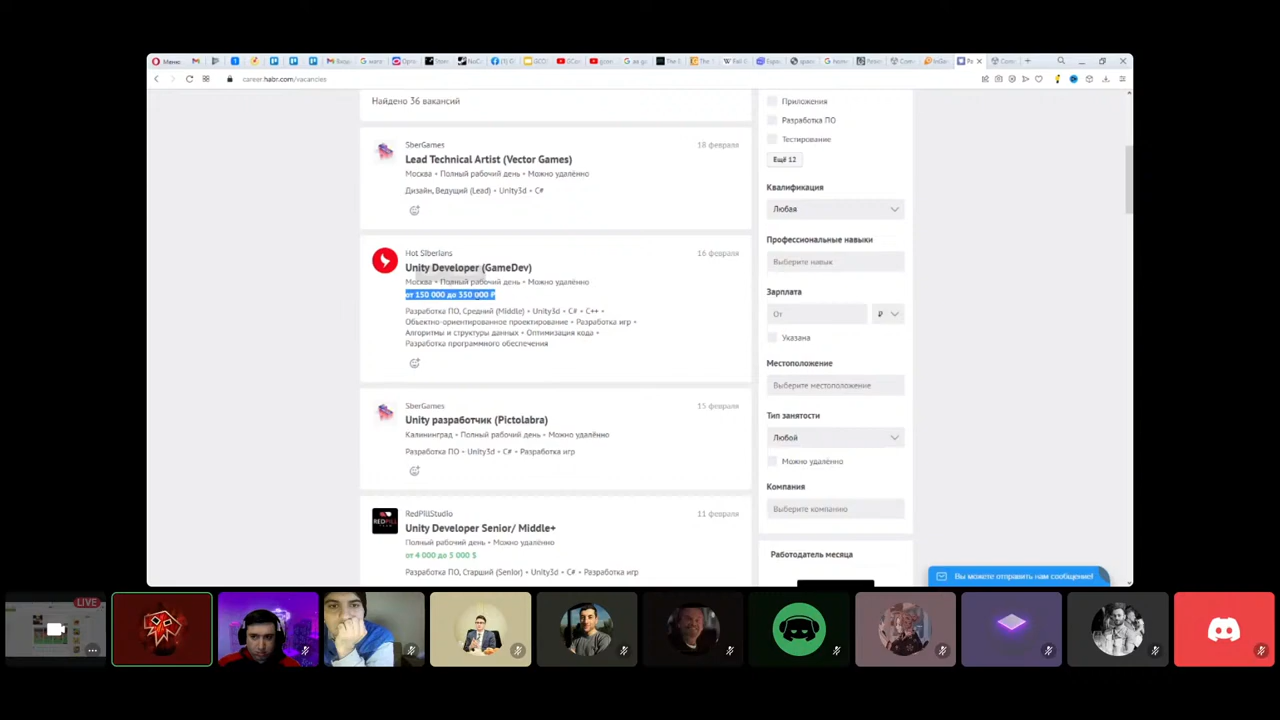 Меню
career.habr.com/vacancies
Найдено 36 вакансий
SberGames
18 февраля
Lead Technical Artist (Vector Games)
Москва • Полный рабочий день • Можно удалённо
Дизайн, Ведущий (Lead) • Unity3d • C#
Hot Siberians
16 февраля
Unity Developer (GameDev)
Москва • Полный рабочий день • Можно удалённо
от 150 000 до 350 000 ₽
Разработка ПО, Средний (Middle) • Unity3d • C# • C++ •
Объектно-ориентированное проектирование • Разработка игр •
Алгоритмы и структуры данных • Оптимизация кода •
Разработка программного обеспечения
SberGames
15 февраля
Unity разработчик (Pictolabra)
Калининград • Полный рабочий день • Можно удалённо
Разработка ПО • Unity3d • C# • Разработка игр
RedPillStudio
11 февраля
Unity Developer Senior/ Middle+
Полный рабочий день • Можно удалённо
от 4 000 до 5 000 $
Разработка ПО, Старший (Senior) • Unity3d • C# • Разработка игр
Приложения
Разработка ПО
Тестирование
Ещё 12
Квалификация
Любая
Профессиональные навыки
Выберите навык
Зарплата
От
₽
Указана
Местоположение
Выберите местоположение
Тип занятости
Любой
Можно удалённо
Компания
Выберите компанию
Работодатель месяца
Вы можете отправить нам сообщение!
REDPILL
LIVE